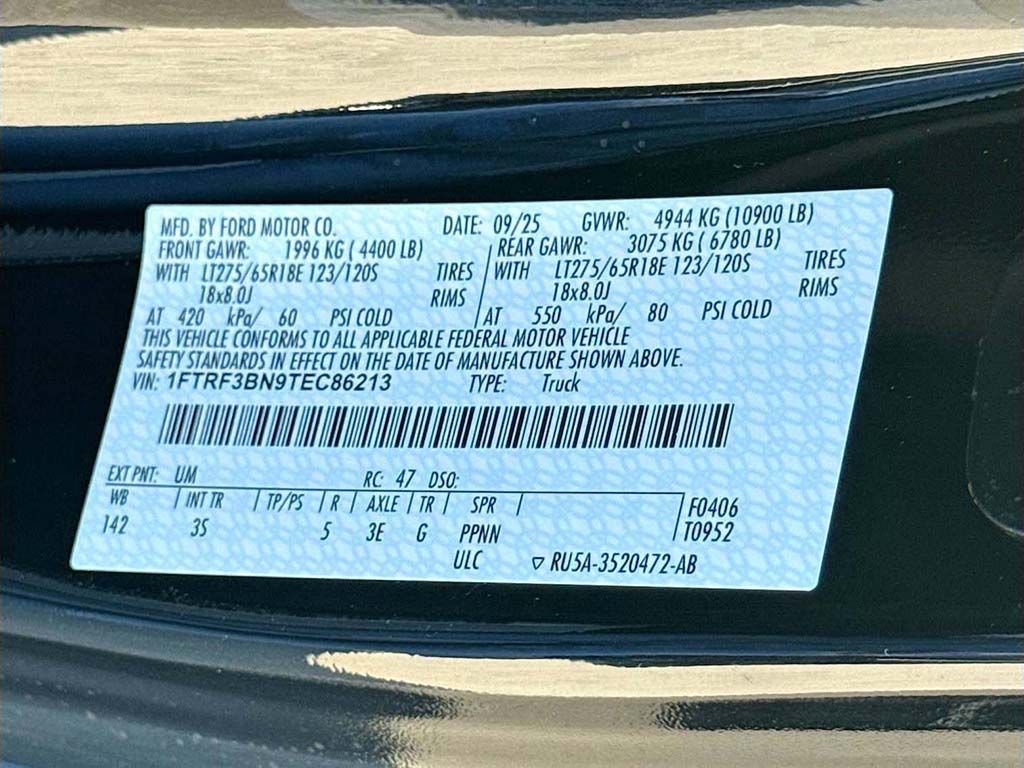 MFD. BY FORD MOTOR CO. DATE: 09/25 GVWR: 4944 KG (10900 LB)
FRONT GAWR: 1996 KG ( 4400 LB) REAR GAWR: 3075 KG ( 6780 LB)
WITH LT275/65R18E 123/120S TIRES WITH LT275/65R18E 123/120S TIRES
18x8.0J RIMS 18x8.0J RIMS
AT 420 kPa/ 60 PSI COLD AT 550 kPa/ 80 PSI COLD
THIS VEHICLE CONFORMS TO ALL APPLICABLE FEDERAL MOTOR VEHICLE
SAFETY STANDARDS IN EFFECT ON THE DATE OF MANUFACTURE SHOWN ABOVE.
VIN: 1FTRF3BN9TEC86213 TYPE: Truck
EXT PNT: UM RC: 47 DSO:
WB INT TR TP/PS R AXLE TR SPR F0406
142 3S 5 3E G PPNN T0952
ULC ▽ RU5A-3520472-AB